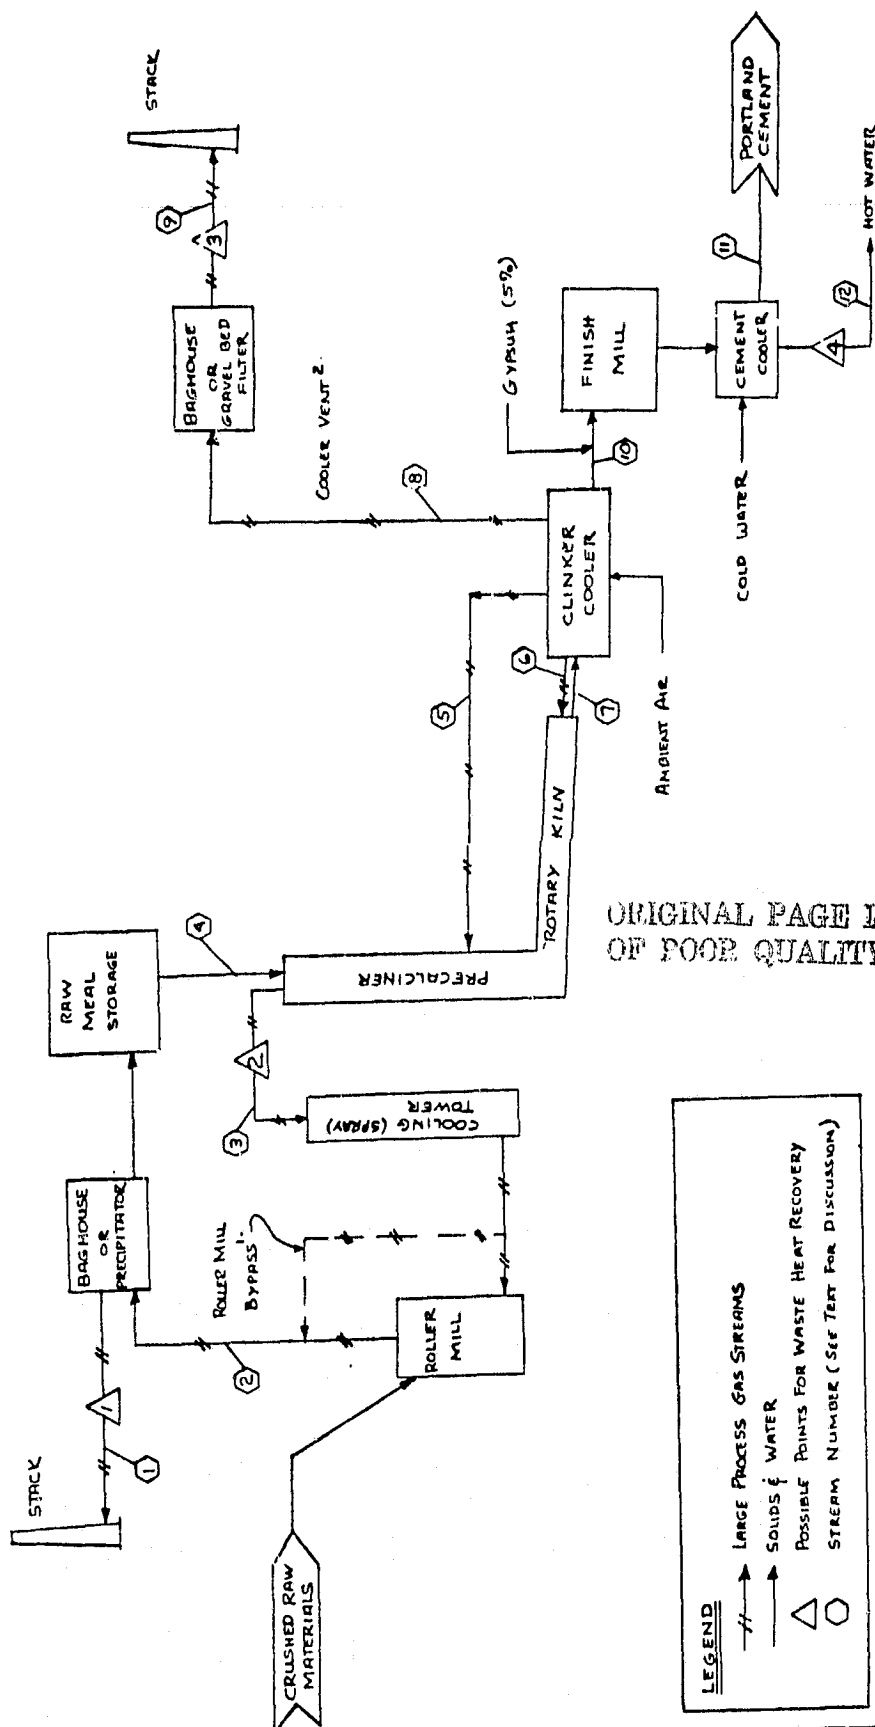 STACK
1
1
BAGHOUSE
OR
PRECIPITATOR
RAW
MEAL
STORAGE
4
2
ROLLER MILL
BYPASS 1.
CRUSHED RAW
MATERIALS
ROLLER
MILL
COOLING (SPRAY)
TOWER
3
2
PRECALCINER
ROTARY KILN
5
6
7
CLINKER
COOLER
AMBIENT AIR
8
COOLER VENT 2.
BAGHOUSE
OR
GRAVEL BED
FILTER
3
9
STACK
GYPSUM (5%)
10
FINISH
MILL
CEMENT
COOLER
COLD WATER
11
PORTLAND
CEMENT
4
12
HOT WATER
LEGEND
LARGE PROCESS GAS STREAMS
SOLIDS & WATER
POSSIBLE POINTS FOR WASTE HEAT RECOVERY
STREAM NUMBER (SEE TEXT FOR DISCUSSION)
ORIGINAL PAGE
OF POOR QUALITY